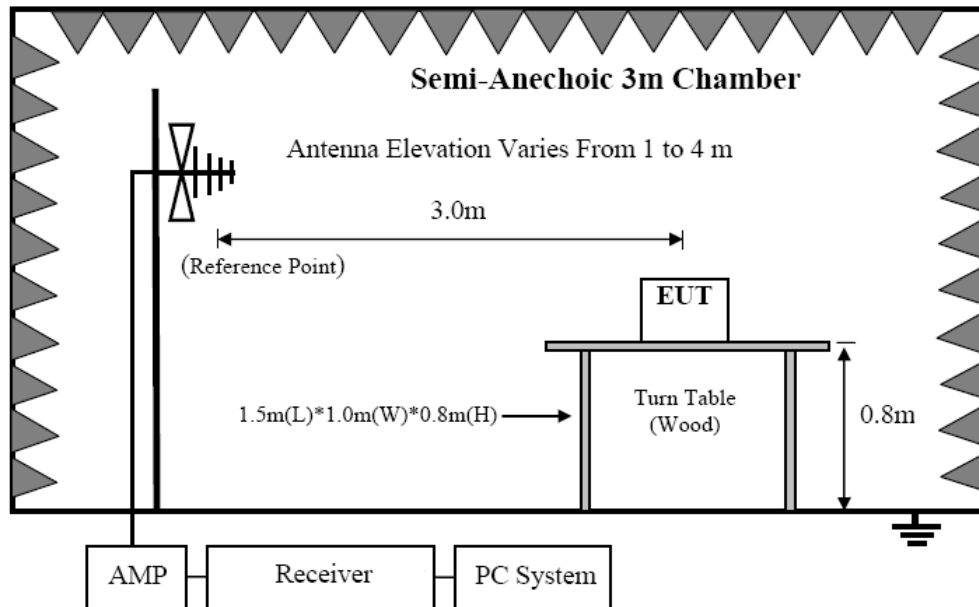 Semi-Anechoic 3m Chamber
Antenna Elevation Varies From 1 to 4 m
3.0m
(Reference Point)
EUT
1.5m(L)*1.0m(W)*0.8m(H)
Turn Table
(Wood)
0.8m
AMP
Receiver
PC System